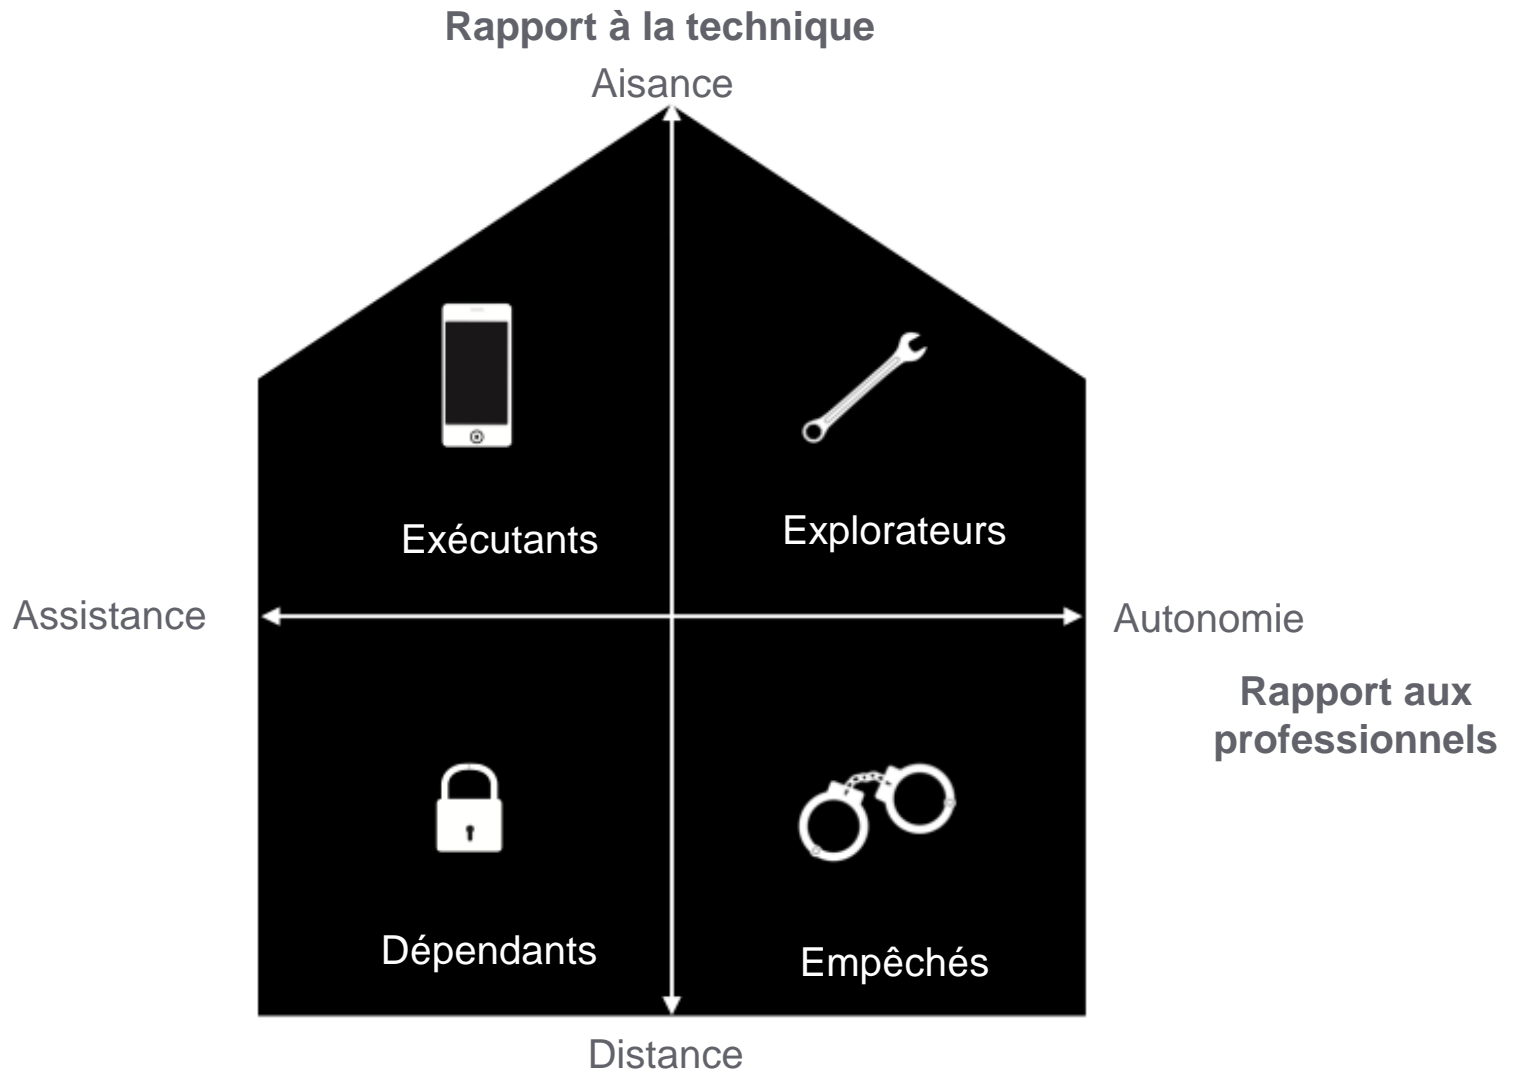 Rapport à la technique
Aisance
Exécutants
Explorateurs
Assistance
Autonomie
Rapport aux
professionnels
Dépendants
Empêchés
Distance